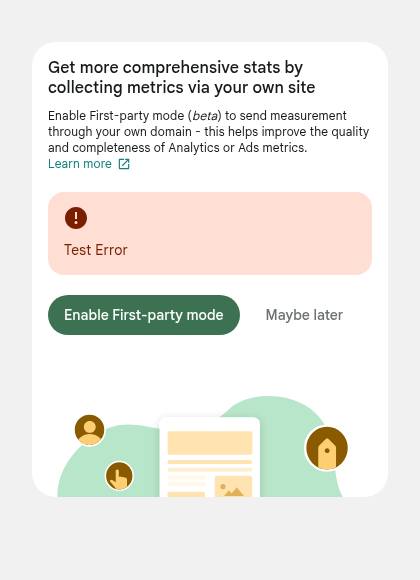 Get more comprehensive stats by
collecting metrics via your own site
Enable First-party mode (beta) to send measurement
through your own domain - this helps improve the quality
and completeness of Analytics or Ads metrics.
Learn more
Test Error
Enable First-party mode
Maybe later